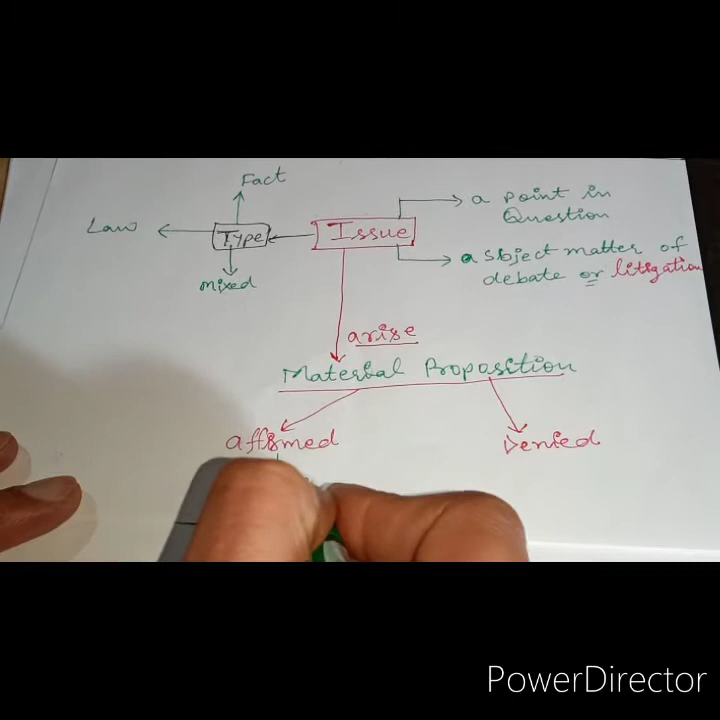 Fact
Law
Type
Issue
a point in
Question
mixed
a subject matter of
debate or litigation
arise
Material Proposition
affirmed
Denied
PowerDirector